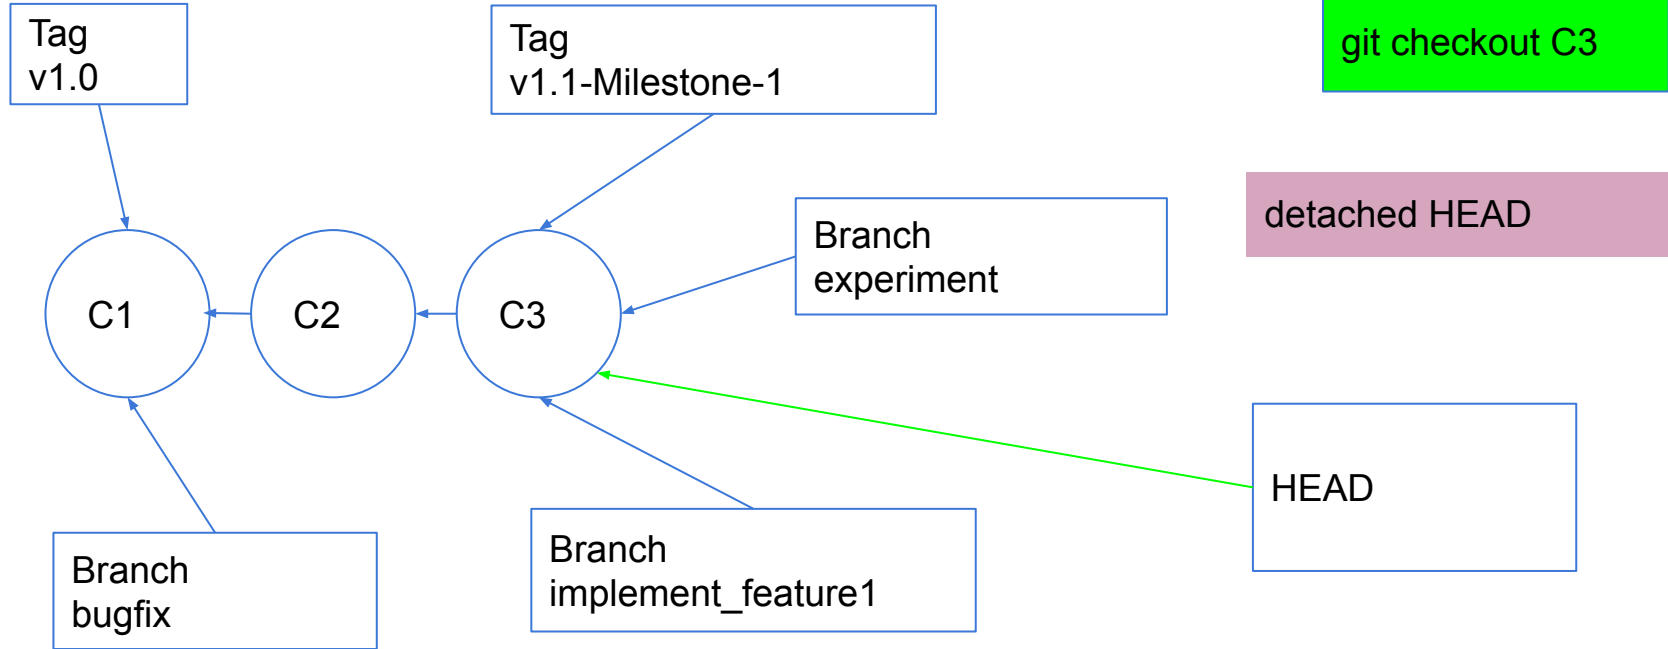 Tag
v1.0
Tag
v1.1-Milestone-1
git checkout C3
detached HEAD
Branch
experiment
C1
C2
C3
HEAD
Branch
implement_feature1
Branch
bugfix